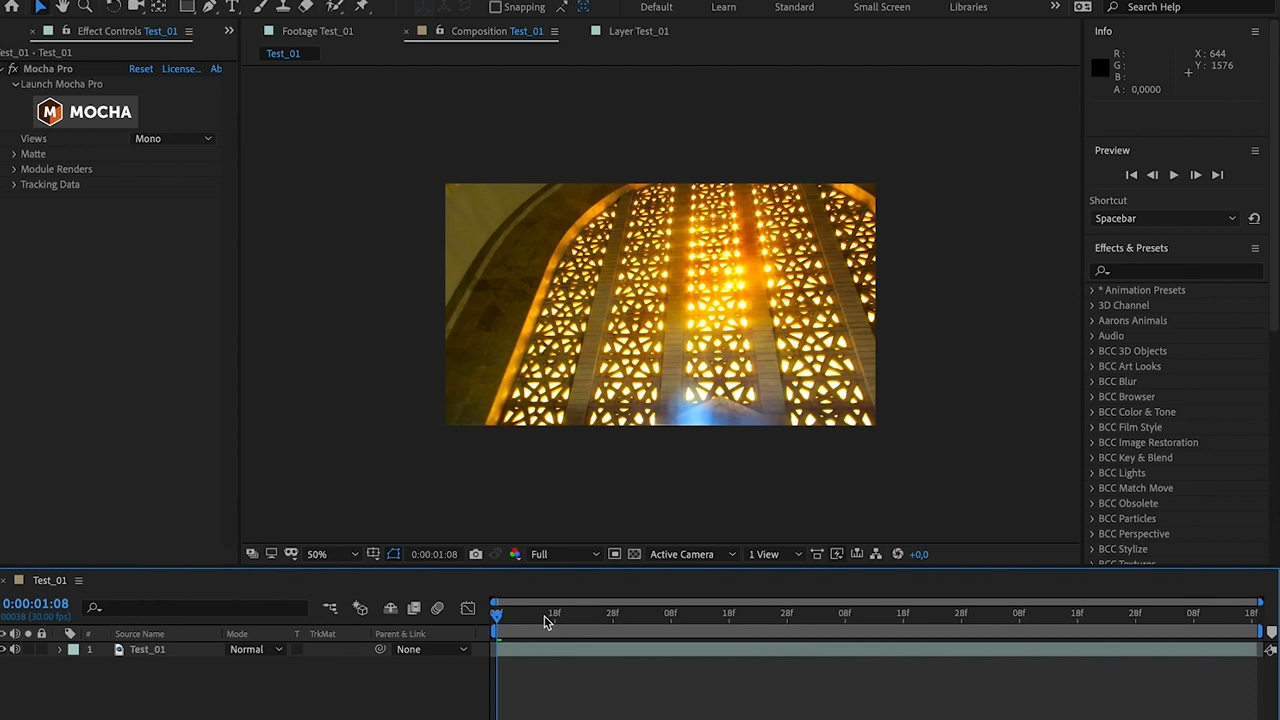 Snapping
Default
Learn
Standard
Small Screen
Libraries
Search Help
Effect Controls Test_01
Footage Test_01
Composition Test_01
Layer Test_01
Info
est_01 • Test_01
Test_01
fx Mocha Pro
Reset
License...
Ab
Launch Mocha Pro
M MOCHA
Views
Mono
Matte
Module Renders
Tracking Data
R :
G :
B :
A : 0,0000
X : 644
Y : 1576
Preview
Shortcut
Spacebar
Effects & Presets
* Animation Presets
3D Channel
Aarons Animals
Audio
BCC 3D Objects
BCC Art Looks
BCC Blur
BCC Browser
BCC Color & Tone
BCC Film Style
BCC Image Restoration
BCC Key & Blend
BCC Lights
BCC Match Move
BCC Obsolete
BCC Particles
BCC Perspective
BCC Stylize
BCC Textures
50%
0:00:01:08
Full
Active Camera
1 View
+0,0
Test_01
0:00:01:08
00038 (30.00 fps)
18f
28f
08f
18f
28f
08f
18f
28f
08f
18f
28f
08f
18f
#
Source Name
Mode
T
TrkMat
Parent & Link
1
Test_01
Normal
None